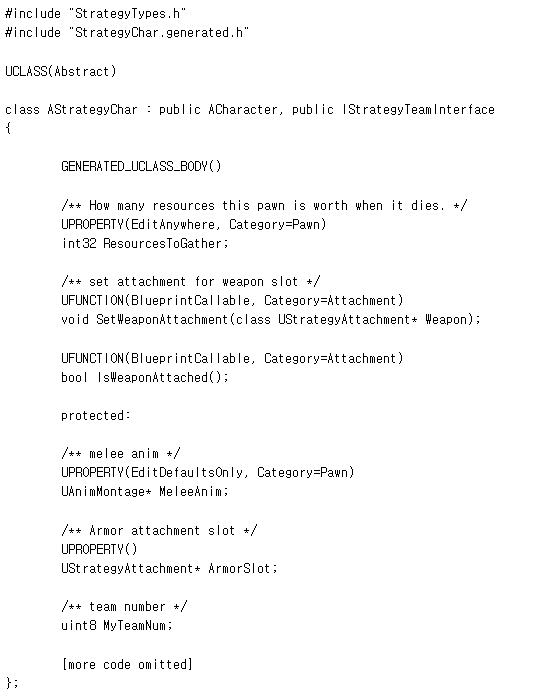 #include "StrategyTypes.h"
#include "StrategyChar.generated.h"
UCLASS(Abstract)
class AStrategyChar : public ACharacter, public IStrategyTeamInterface
{
GENERATED_UCLASS_BODY()
/** How many resources this pawn is worth when it dies. */
UPROPERTY(EditAnywhere, Category=Pawn)
int32 ResourcesToGather;
/** set attachment for weapon slot */
UFUNCTION(BlueprintCallable, Category=Attachment)
void SetWeaponAttachment(class UStrategyAttachment* Weapon);
UFUNCTION(BlueprintCallable, Category=Attachment)
bool IsWeaponAttached();
protected:
/** melee anim */
UPROPERTY(EditDefaultsOnly, Category=Pawn)
UAnimMontage* MeleeAnim;
/** Armor attachment slot */
UPROPERTY()
UStrategyAttachment* ArmorSlot;
/** team number */
uint8 MyTeamNum;
[more code omitted]
};